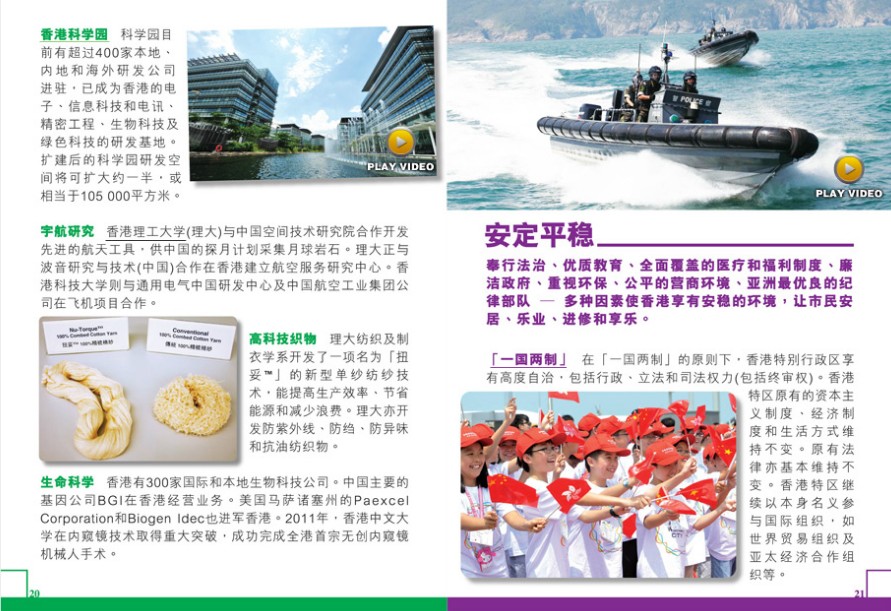 香港科学园 科学园目
前有超过400家本地、
内地和海外研发公司
进驻，已成为香港的电
子、信息科技和电讯、
精密工程、生物科技及
绿色科技的研发基地。
扩建后的科学园研发空
间将可扩大约一半，或
相当于105 000平方米。
PLAY VIDEO
宇航研究 香港理工大学(理大)与中国空间技术研究院合作开发
先进的航天工具，供中国的探月计划采集月球岩石。理大正与
波音研究与技术(中国)合作在香港建立航空服务研究中心。香
港科技大学则与通用电气中国研发中心及中国航空工业集团公
司在飞机项目合作。
Nu-Torque™
100% Combed Cotton Yarn
扭妥™ 100%精梳棉纱
Conventional
100% Combed Cotton Yarn
傳統 100%精梳棉紗
高科技织物 理大纺织及制
衣学系开发了一项名为「扭
妥™」的新型单纱纺纱技
术，能提高生产效率、节省
能源和减少浪费。理大亦开
发防紫外线、防绉、防异味
和抗油纺织物。
生命科学 香港有300家国际和本地生物科技公司。中国主要的
基因公司BGI在香港经营业务。美国马萨诸塞州的Paexcel
Corporation和Biogen Idec也进军香港。2011年，香港中文大
学在内窥镜技术取得重大突破，成功完成全港首宗无创内窥镜
机械人手术。
20
POLICE
PLAY VIDEO
安定平稳
奉行法治、优质教育、全面覆盖的医疗和福利制度、廉
洁政府、重视环保、公平的营商环境、亚洲最优良的纪
律部队 — 多种因素使香港享有安稳的环境，让市民安
居、乐业、进修和享乐。
「一国两制」 在「一国两制」的原则下，香港特别行政区享
有高度自治，包括行政、立法和司法权力(包括终审权)。香港
特区原有的资本主
义制度、经济制
度和生活方式维
持不变。原有法
律亦基本维持不
变。香港特区继
续以本身名义参
与国际组织，如
世界贸易组织及
亚太经济合作组
织等。
21